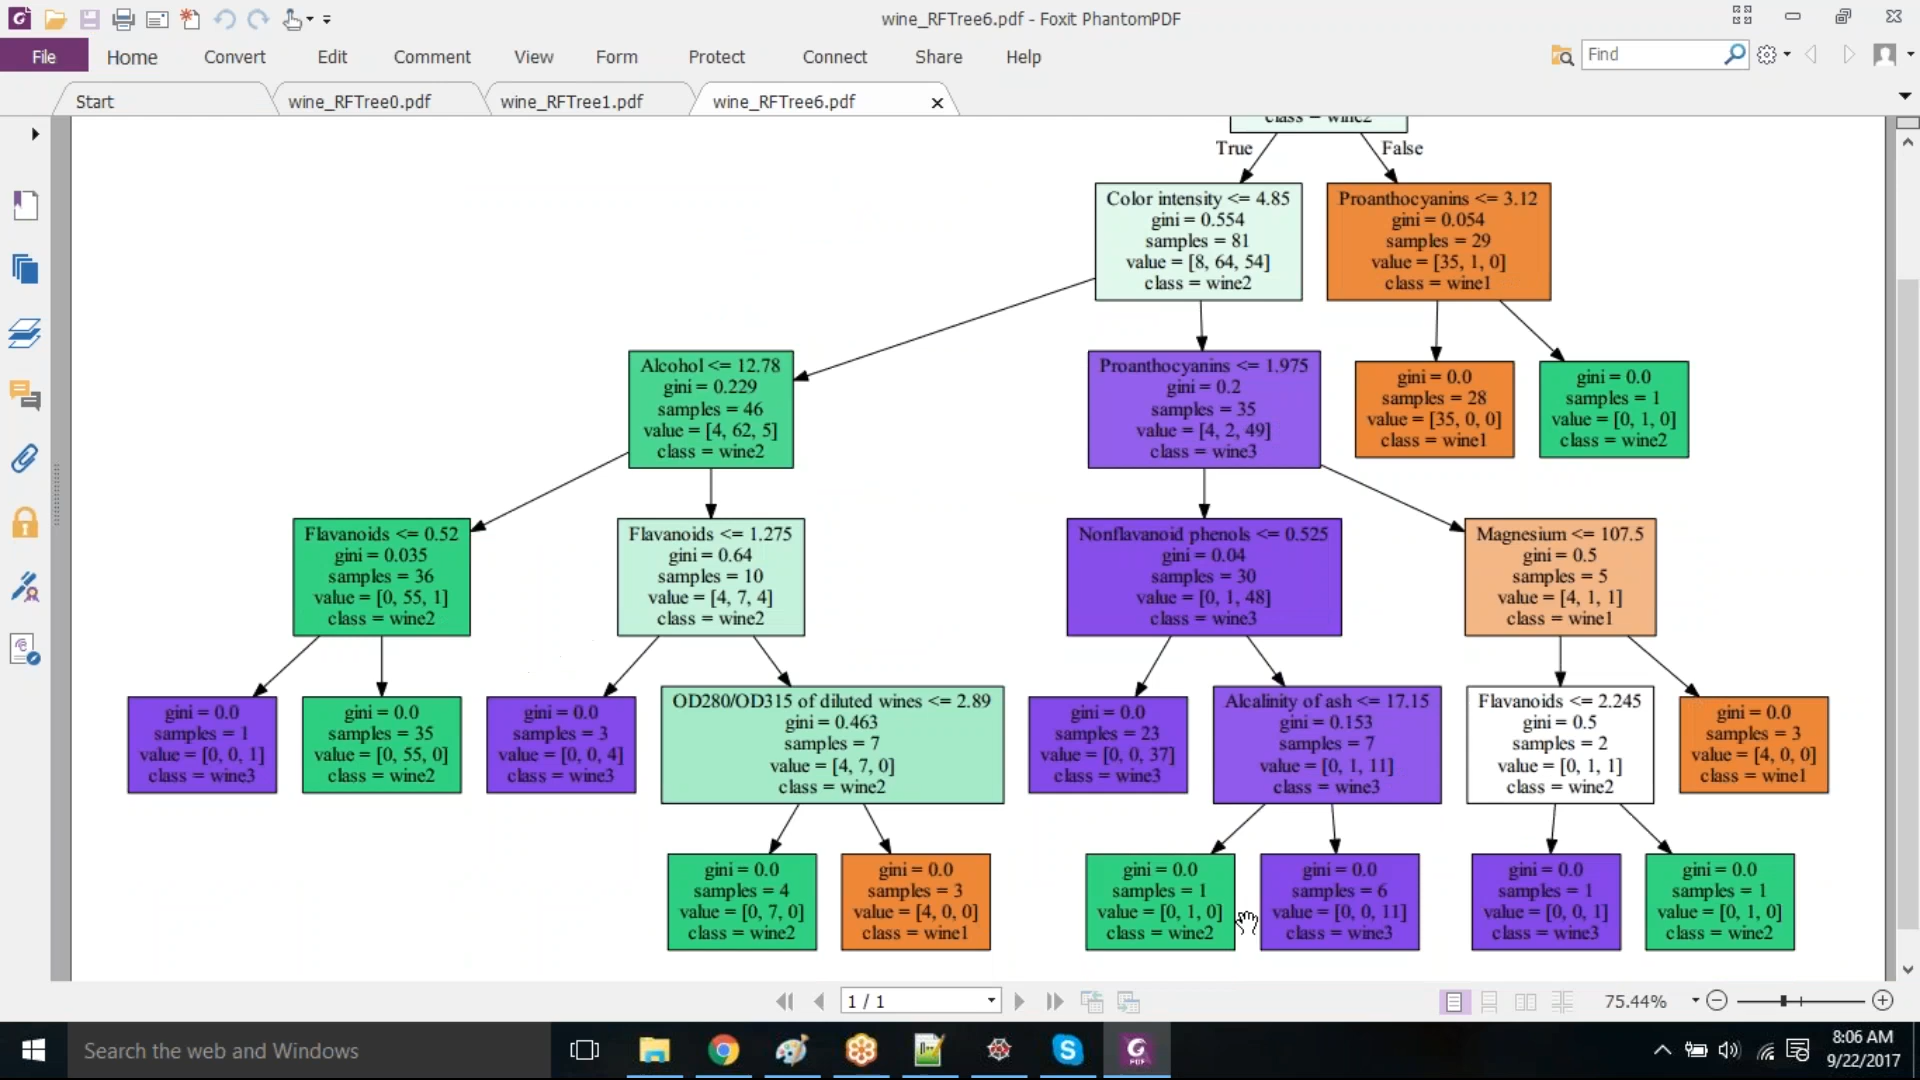 wine_RFTree6.pdf - Foxit PhantomPDF
File
Home
Convert
Edit
Comment
View
Form
Protect
Connect
Share
Help
Find
Start
wine_RFTree0.pdf
wine_RFTree1.pdf
wine_RFTree6.pdf
class = wine2
True
False
Color intensity <= 4.85
gini = 0.554
samples = 81
value = [8, 64, 54]
class = wine2
Proanthocyanins <= 3.12
gini = 0.054
samples = 29
value = [35, 1, 0]
class = wine1
Alcohol <= 12.78
gini = 0.229
samples = 46
value = [4, 62, 5]
class = wine2
Proanthocyanins <= 1.975
gini = 0.2
samples = 35
value = [4, 2, 49]
class = wine3
gini = 0.0
samples = 28
value = [35, 0, 0]
class = wine1
gini = 0.0
samples = 1
value = [0, 1, 0]
class = wine2
Flavanoids <= 0.52
gini = 0.035
samples = 36
value = [0, 55, 1]
class = wine2
Flavanoids <= 1.275
gini = 0.64
samples = 10
value = [4, 7, 4]
class = wine2
Nonflavanoid phenols <= 0.525
gini = 0.04
samples = 30
value = [0, 1, 48]
class = wine3
Magnesium <= 107.5
gini = 0.5
samples = 5
value = [4, 1, 1]
class = wine1
gini = 0.0
samples = 1
value = [0, 0, 1]
class = wine3
gini = 0.0
samples = 35
value = [0, 55, 0]
class = wine2
gini = 0.0
samples = 3
value = [0, 0, 4]
class = wine3
OD280/OD315 of diluted wines <= 2.89
gini = 0.463
samples = 7
value = [4, 7, 0]
class = wine2
gini = 0.0
samples = 23
value = [0, 0, 37]
class = wine3
Alcalinity of ash <= 17.15
gini = 0.153
samples = 7
value = [0, 1, 11]
class = wine3
Flavanoids <= 2.245
gini = 0.5
samples = 2
value = [0, 1, 1]
class = wine2
gini = 0.0
samples = 3
value = [4, 0, 0]
class = wine1
gini = 0.0
samples = 4
value = [0, 7, 0]
class = wine2
gini = 0.0
samples = 3
value = [4, 0, 0]
class = wine1
gini = 0.0
samples = 1
value = [0, 1, 0]
class = wine2
gini = 0.0
samples = 6
value = [0, 0, 11]
class = wine3
gini = 0.0
samples = 1
value = [0, 0, 1]
class = wine3
gini = 0.0
samples = 1
value = [0, 1, 0]
class = wine2
1 / 1
75.44%
Search the web and Windows
8:06 AM
9/22/2017